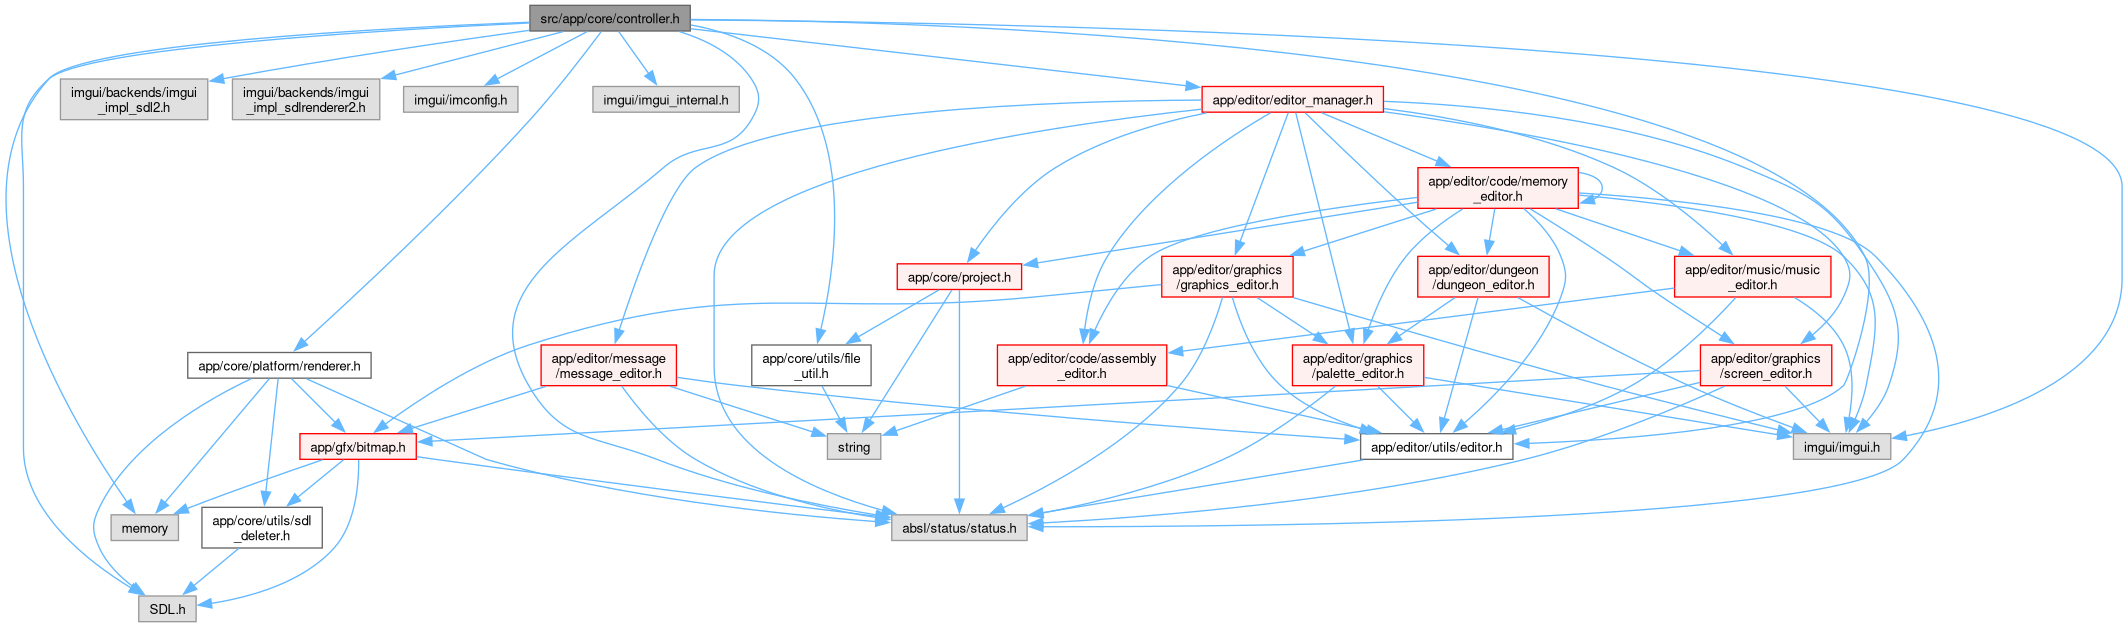 src/app/core/controller.h
imgui/backends/imgui
_impl_sdl2.h
imgui/backends/imgui
_impl_sdlrenderer2.h
imgui/imconfig.h
imgui/imgui_internal.h
app/editor/editor_manager.h
app/editor/code/memory
_editor.h
app/core/project.h
app/editor/graphics
/graphics_editor.h
app/editor/dungeon
/dungeon_editor.h
app/editor/music/music
_editor.h
app/core/platform/renderer.h
app/editor/message
/message_editor.h
app/core/utils/file
_util.h
app/editor/code/assembly
_editor.h
app/editor/graphics
/palette_editor.h
app/editor/graphics
/screen_editor.h
app/gfx/bitmap.h
string
app/editor/utils/editor.h
imgui/imgui.h
memory
app/core/utils/sdl
_deleter.h
absl/status/status.h
SDL.h